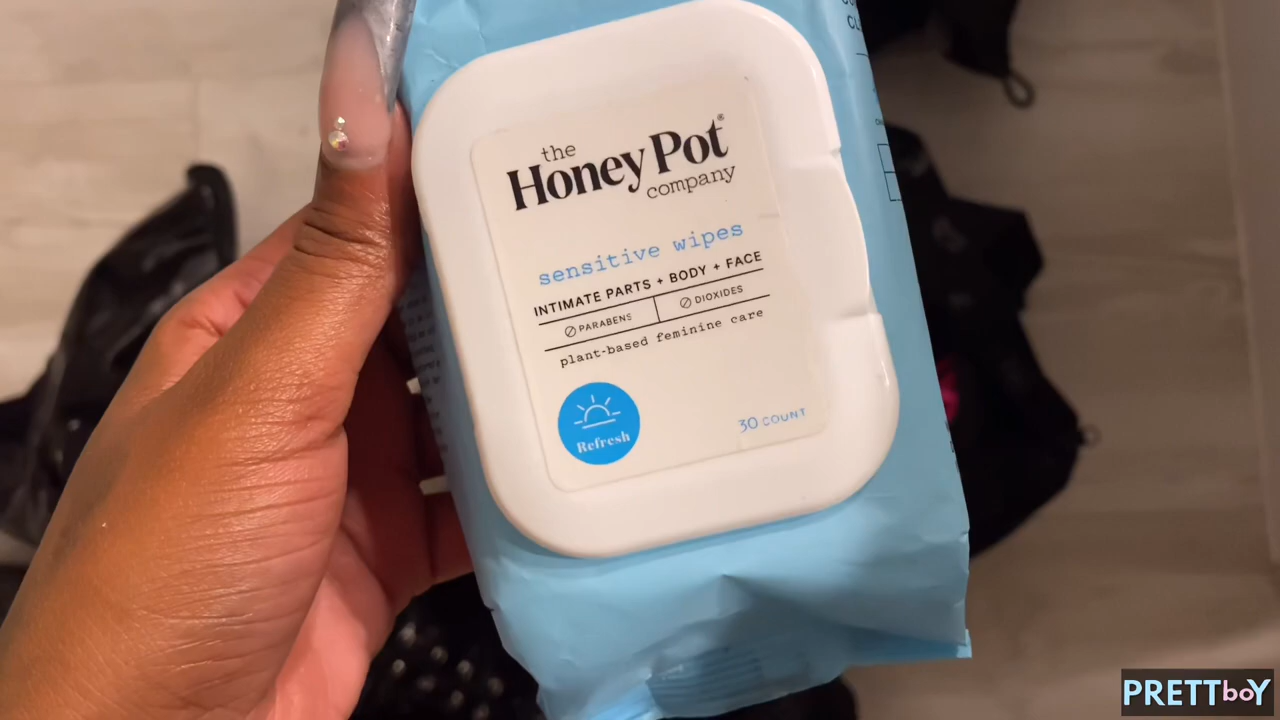 the
Honey Pot®
company
sensitive wipes
INTIMATE PARTS + BODY + FACE
PARABENS
DIOXIDES
plant-based feminine care
Refresh
30 COUNT
PRETTboY